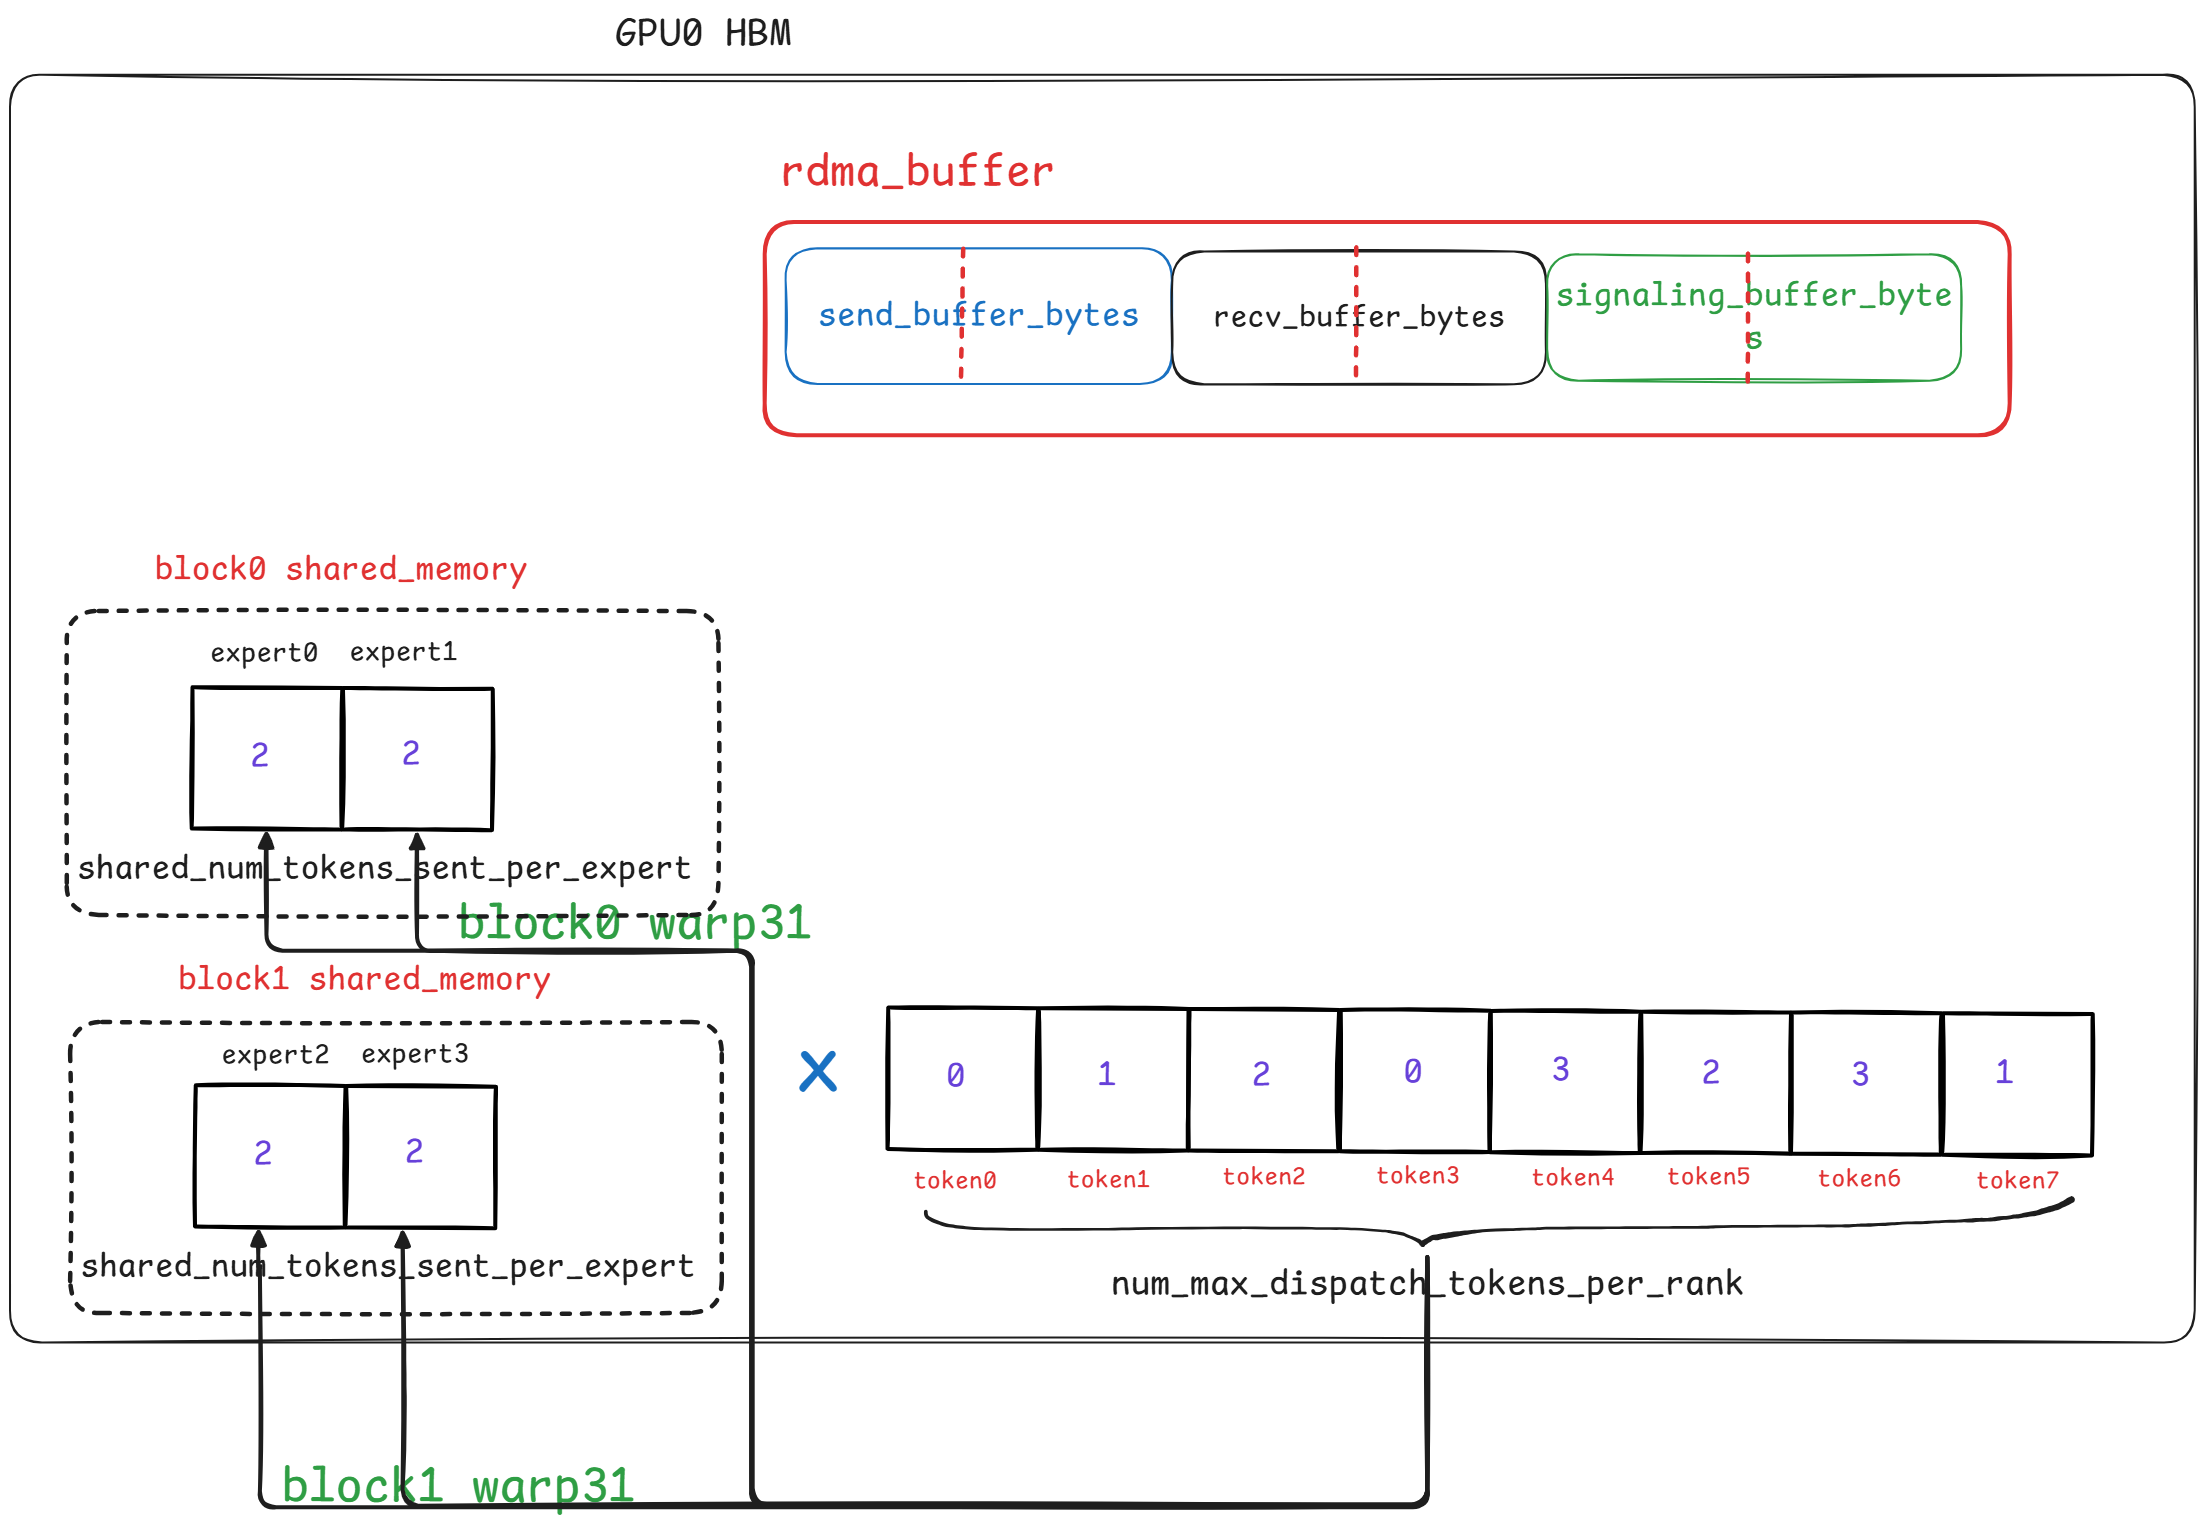 GPU0 HBM
rdma_buffer
send_buffer_bytes
recv_buffer_bytes
signaling_buffer_byte
s
block0 shared_memory
expert0 expert1
2 2
shared_num_tokens_sent_per_expert
block0 warp31
block1 shared_memory
expert2 expert3
2 2
shared_num_tokens_sent_per_expert
block1 warp31
X
0 1 2 0 3 2 3 1
token0 token1 token2 token3 token4 token5 token6 token7
num_max_dispatch_tokens_per_rank